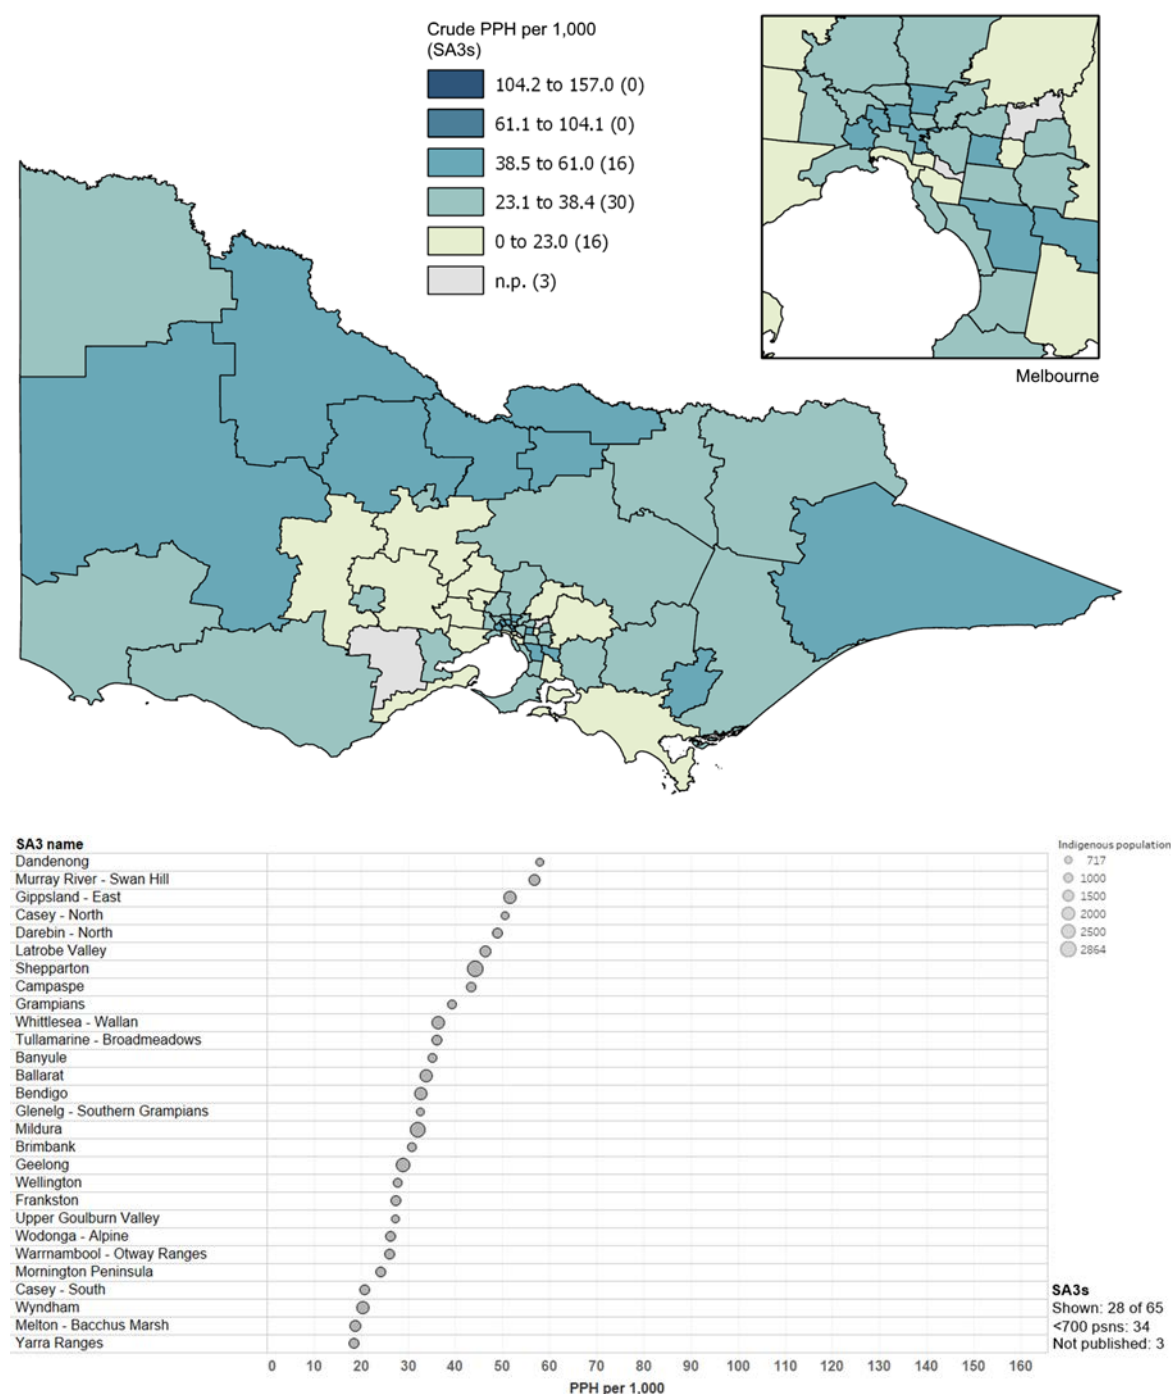 Crude PPH per 1,000
(SA3s)
104.2 to 157.0 (0)
61.1 to 104.1 (0)
38.5 to 61.0 (16)
23.1 to 38.4 (30)
0 to 23.0 (16)
n.p. (3)
Melbourne
SA3 name
Dandenong
Murray River - Swan Hill
Gippsland - East
Casey - North
Darebin - North
Latrobe Valley
Shepparton
Campaspe
Grampians
Whittlesea - Wallan
Tullamarine - Broadmeadows
Banyule
Ballarat
Bendigo
Glenelg - Southern Grampians
Mildura
Brimbank
Geelong
Wellington
Frankston
Upper Goulburn Valley
Wodonga - Alpine
Warrnambool - Otway Ranges
Mornington Peninsula
Casey - South
Wyndham
Melton - Bacchus Marsh
Yarra Ranges
0 10 20 30 40 50 60 70 80 90 100 110 120 130 140 150 160
PPH per 1,000
Indigenous population
717
1000
1500
2000
2500
2864
SA3s
Shown: 28 of 65
<700 psns: 34
Not published: 3